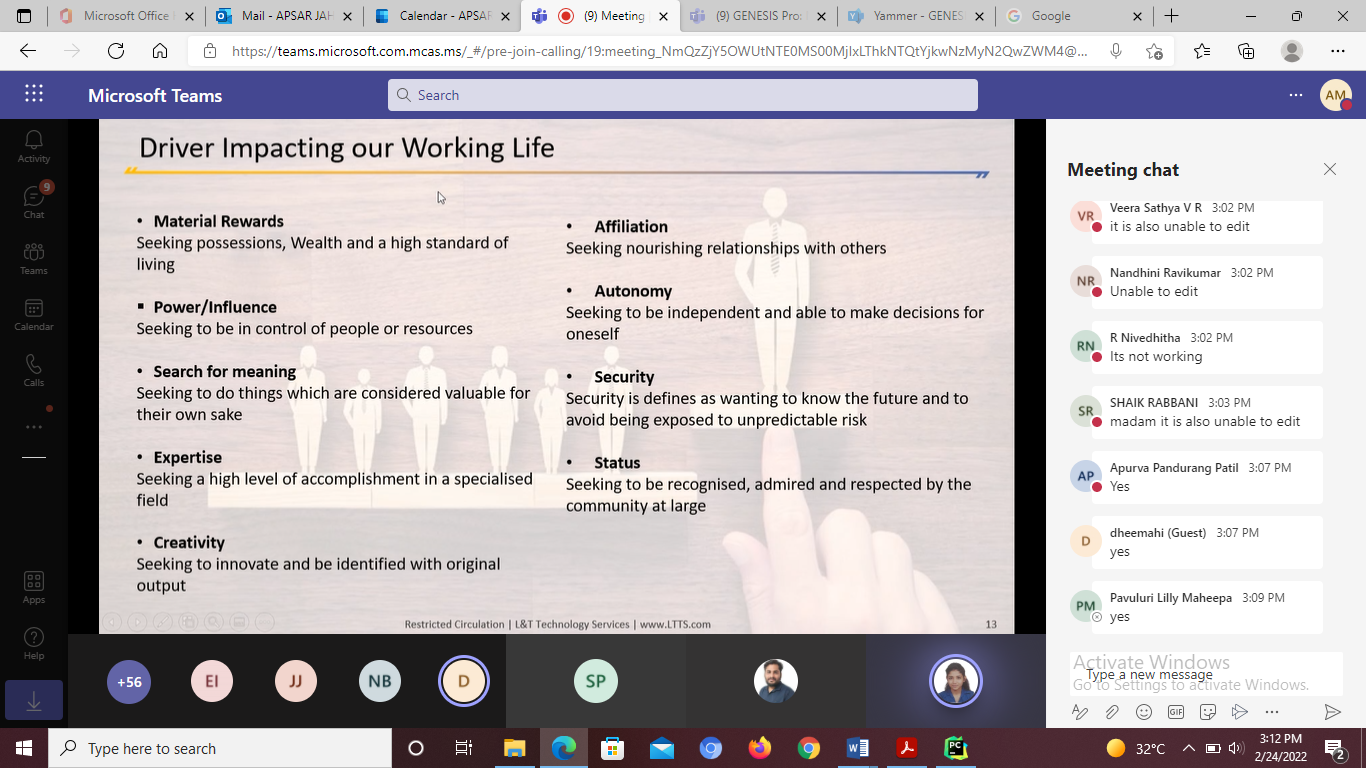 Microsoft Office
Mail - APSAR JAH
Calendar - APSAR
(9) Meeting
(9) GENESIS Pro:
Yammer - GENES
Google
https://teams.microsoft.com.mcas.ms/_#/pre-join-calling/19:meeting_NmQzZjY5OWUtNTE0MS00MjIxLThkNTQtYjkwNzMyN2QwZWM4@...
Microsoft Teams
Search
AM
Activity
Chat
9
Teams
Calendar
Calls
Apps
Help
Driver Impacting our Working Life
• Material Rewards
Seeking possessions, Wealth and a high standard of
living
▪ Power/Influence
Seeking to be in control of people or resources
• Search for meaning
Seeking to do things which are considered valuable for
their own sake
• Expertise
Seeking a high level of accomplishment in a specialised
field
• Creativity
Seeking to innovate and be identified with original
output
• Affiliation
Seeking nourishing relationships with others
• Autonomy
Seeking to be independent and able to make decisions for
oneself
• Security
Security is defines as wanting to know the future and to
avoid being exposed to unpredictable risk
• Status
Seeking to be recognised, admired and respected by the
community at large
Restricted Circulation | L&T Technology Services | www.LTTS.com
13
+56
EI
JJ
NB
D
SP
Meeting chat
VR
Veera Sathya V R 3:02 PM
it is also unable to edit
NR
Nandhini Ravikumar 3:02 PM
Unable to edit
RN
R Nivedhitha 3:02 PM
Its not working
SR
SHAIK RABBANI 3:03 PM
madam it is also unable to edit
AP
Apurva Pandurang Patil 3:07 PM
Yes
D
dheemahi (Guest) 3:07 PM
yes
PM
Pavuluri Lilly Maheepa 3:09 PM
yes
Activate Windows
Type a new message
Go to Settings to activate Windows.
GIF
Type here to search
W
PC
32°C
3:12 PM
2/24/2022
2